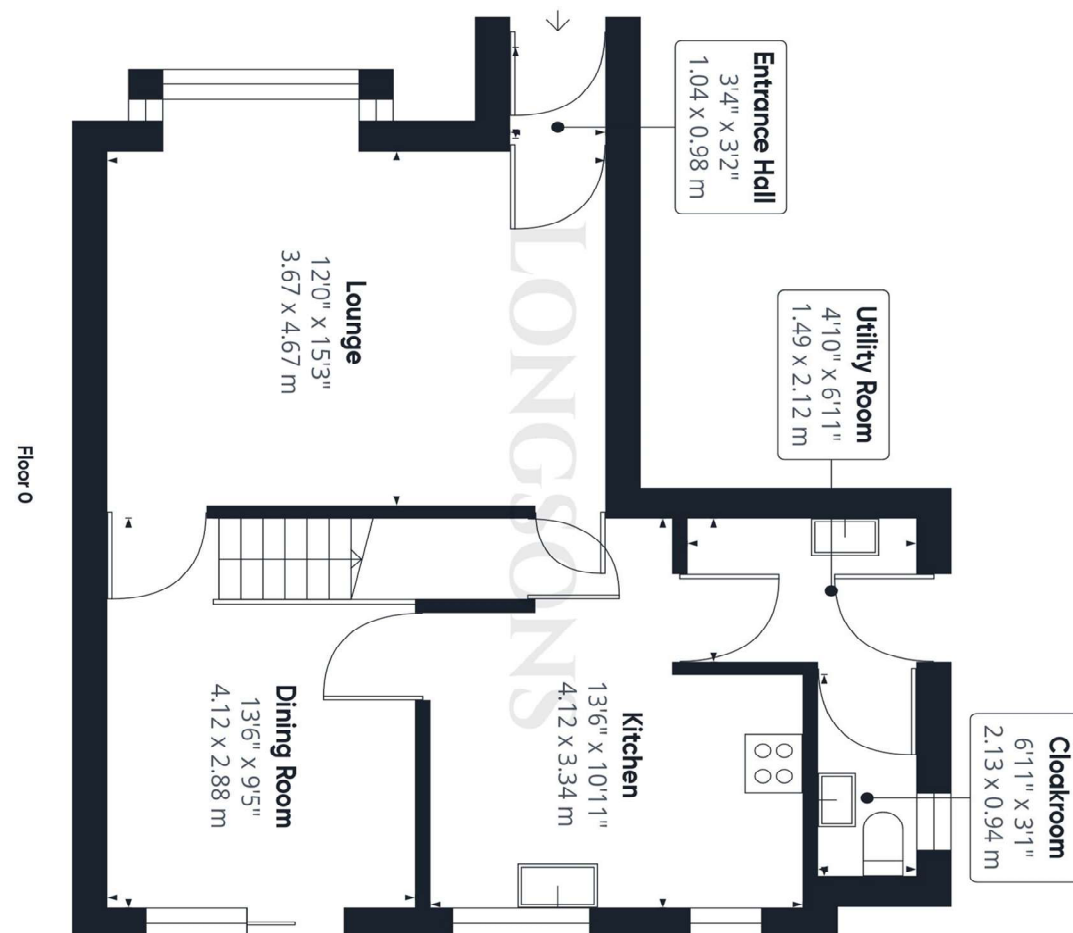 Entrance Hall
3'4" x 3'2"
1.04 x 0.98 m
Utility Room
4'10" x 6'11"
1.49 x 2.12 m
Cloakroom
6'11" x 3'1"
2.13 x 0.94 m
Lounge
12'0" x 15'3"
3.67 x 4.67 m
Kitchen
13'6" x 10'11"
4.12 x 3.34 m
Dining Room
13'6" x 9'5"
4.12 x 2.88 m
LONGSONS
Floor 0